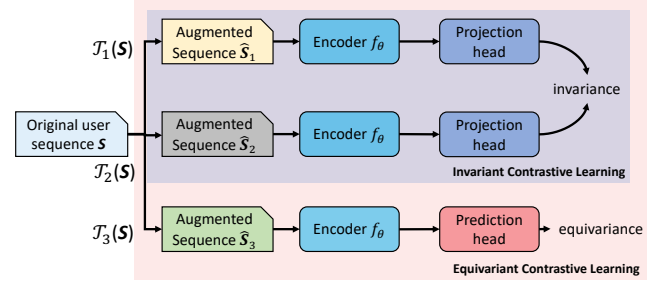 𝒯₁(𝑺)
Augmented
Sequence 𝑺̂₁
Encoder 𝑓_θ
Projection
head
invariance
Original user
sequence 𝑺
𝒯₂(𝑺)
Augmented
Sequence 𝑺̂₂
Encoder 𝑓_θ
Projection
head
Invariant Contrastive Learning
𝒯₃(𝑺)
Augmented
Sequence 𝑺̂₃
Encoder 𝑓_θ
Prediction
head
equivariance
Equivariant Contrastive Learning